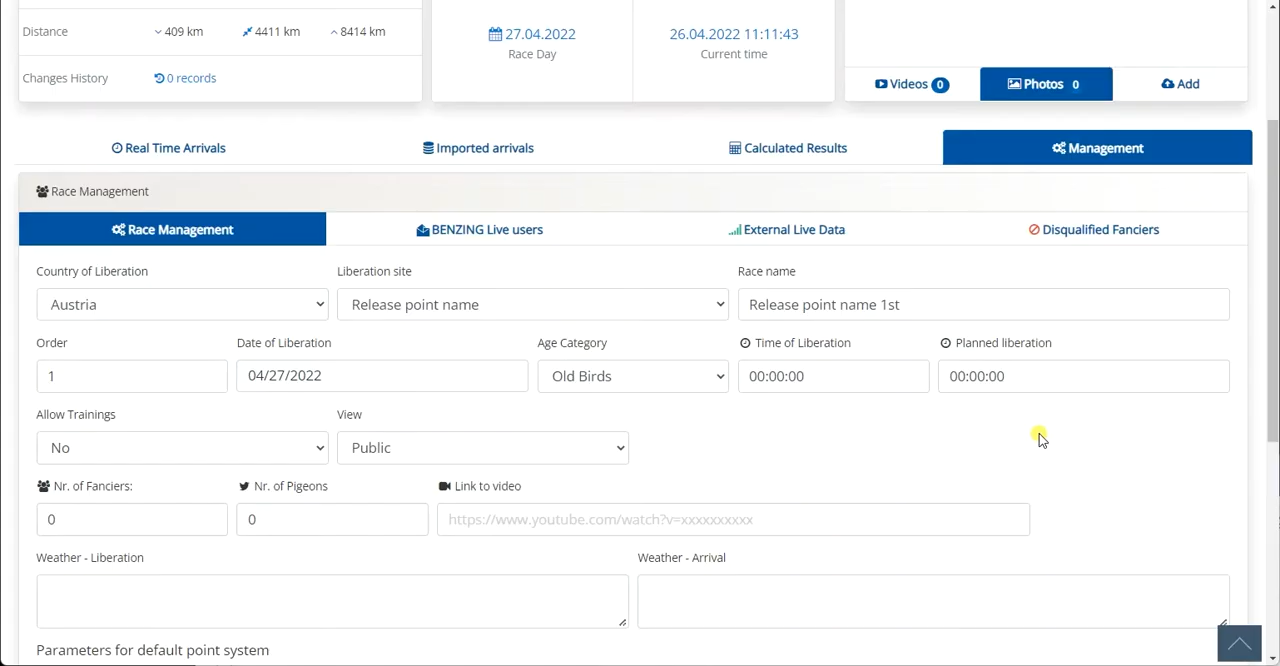 Distance 409 km 4411 km 8414 km
Changes History 0 records
27.04.2022
Race Day
26.04.2022 11:11:43
Current time
Videos 0 Photos 0 Add
Real Time Arrivals Imported arrivals Calculated Results Management
Race Management
Race Management BENZING Live users External Live Data Disqualified Fanciers
Country of Liberation Liberation site Race name
Austria Release point name Release point name 1st
Order Date of Liberation Age Category Time of Liberation Planned liberation
1 04/27/2022 Old Birds 00:00:00 00:00:00
Allow Trainings View
No Public
Nr. of Fanciers: Nr. of Pigeons Link to video
0 0 https://www.youtube.com/watch?v=xxxxxxxxxx
Weather - Liberation Weather - Arrival
Parameters for default point system